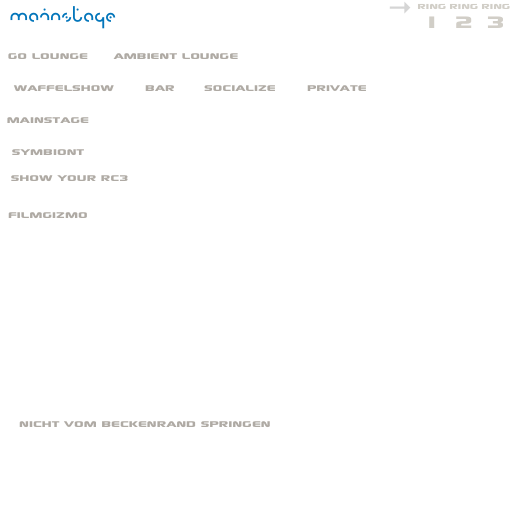 mainstage
→ RING RING RING
1 2 3
GO LOUNGE AMBIENT LOUNGE
WAFFELSHOW BAR SOCIALIZE PRIVATE
MAINSTAGE
SYMBIONT
SHOW YOUR RC3
FILMGIZMO
NICHT VOM BECKENRAND SPRINGEN